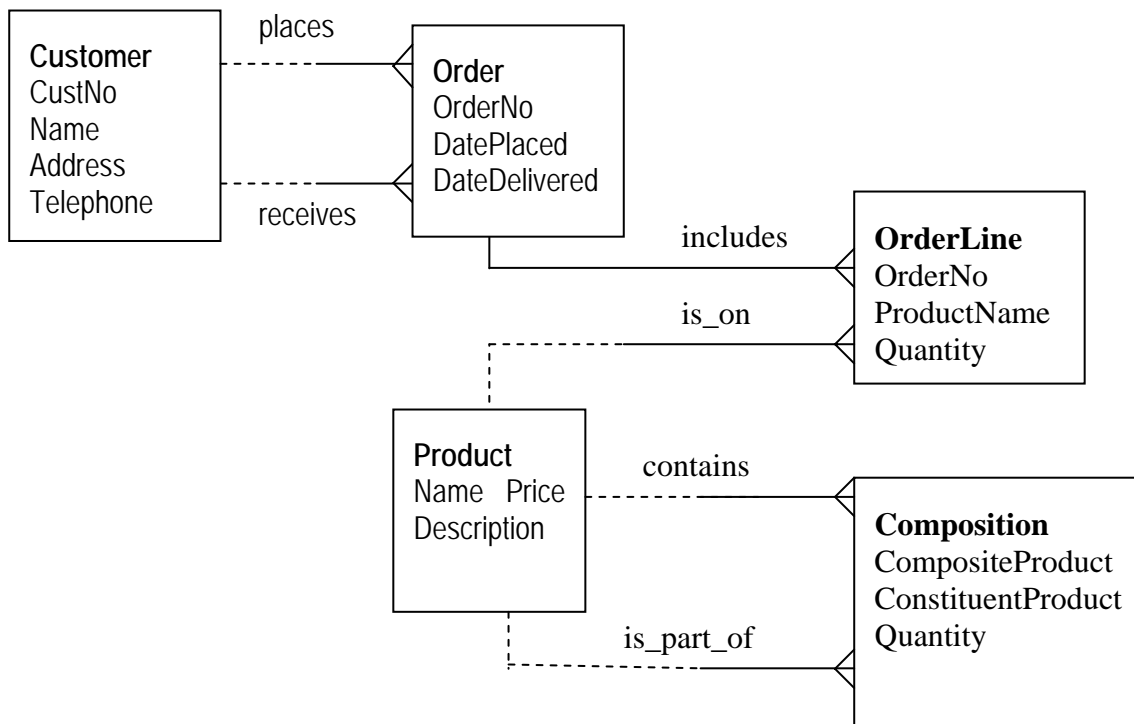 places
Customer
CustNo
Name
Address
Telephone
Order
OrderNo
DatePlaced
DateDelivered
receives
includes
OrderLine
OrderNo
ProductName
Quantity
is_on
Product
Name Price
Description
contains
Composition
CompositeProduct
ConstituentProduct
Quantity
is_part_of